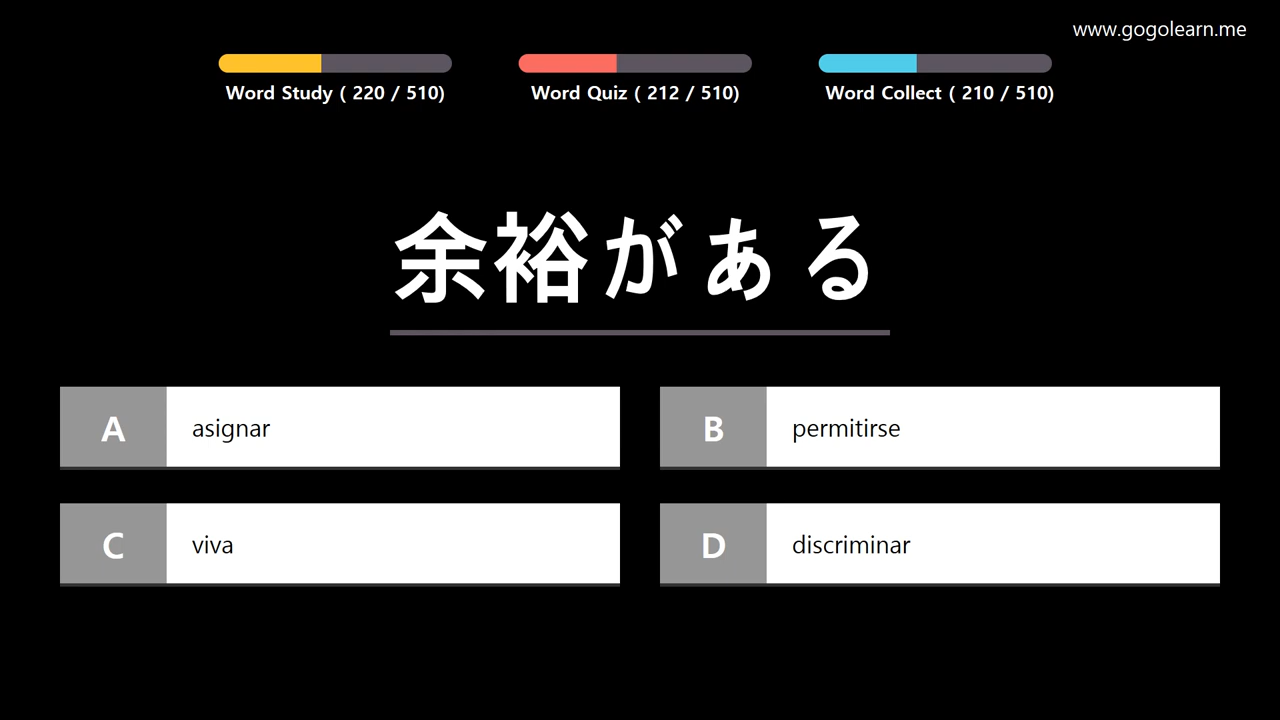 www.gogolearn.me
Word Study ( 220 / 510)
Word Quiz ( 212 / 510)
Word Collect ( 210 / 510)
余裕がある
A asignar
B permitirse
C viva
D discriminar